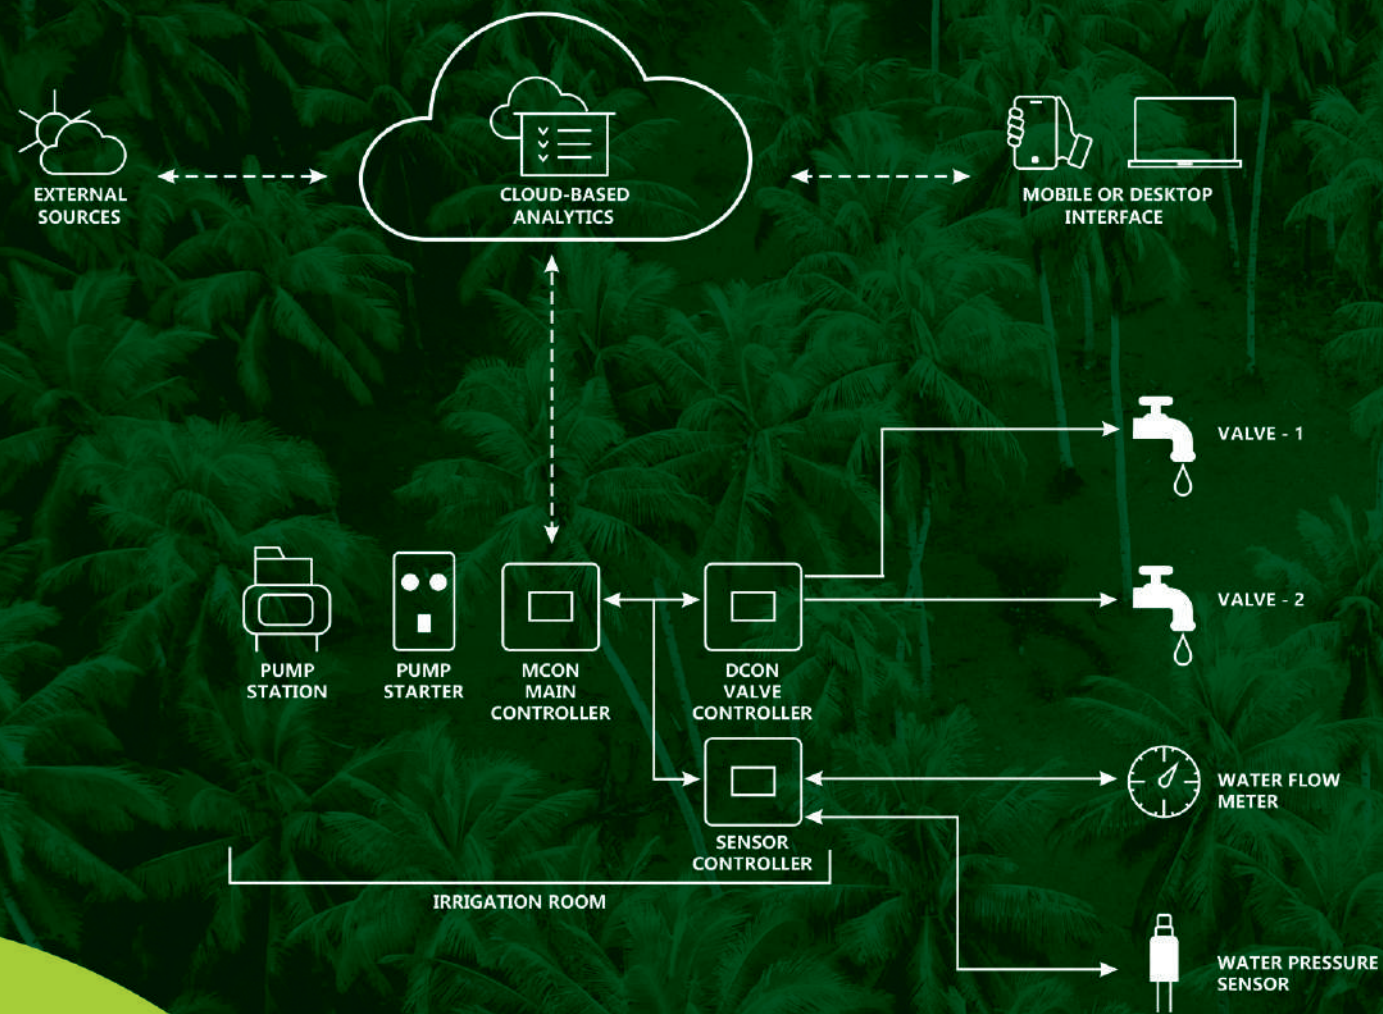 EXTERNAL
SOURCES
CLOUD-BASED
ANALYTICS
MOBILE OR DESKTOP
INTERFACE
VALVE - 1
VALVE - 2
PUMP
STATION
PUMP
STARTER
MCON
MAIN
CONTROLLER
DCON
VALVE
CONTROLLER
WATER FLOW
METER
SENSOR
CONTROLLER
IRRIGATION ROOM
WATER PRESSURE
SENSOR